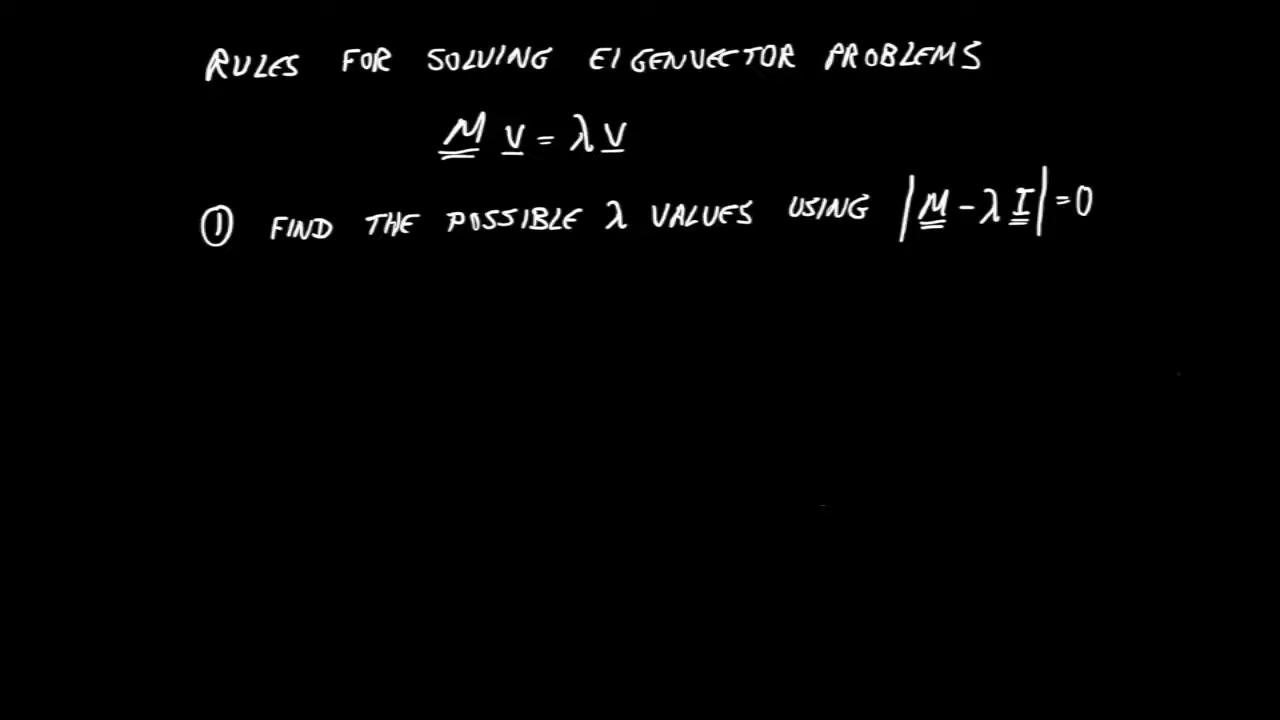 RULES FOR SOLVING EIGENVECTOR PROBLEMS
M v = λ v
① FIND THE POSSIBLE λ VALUES USING |M - λ I| = 0